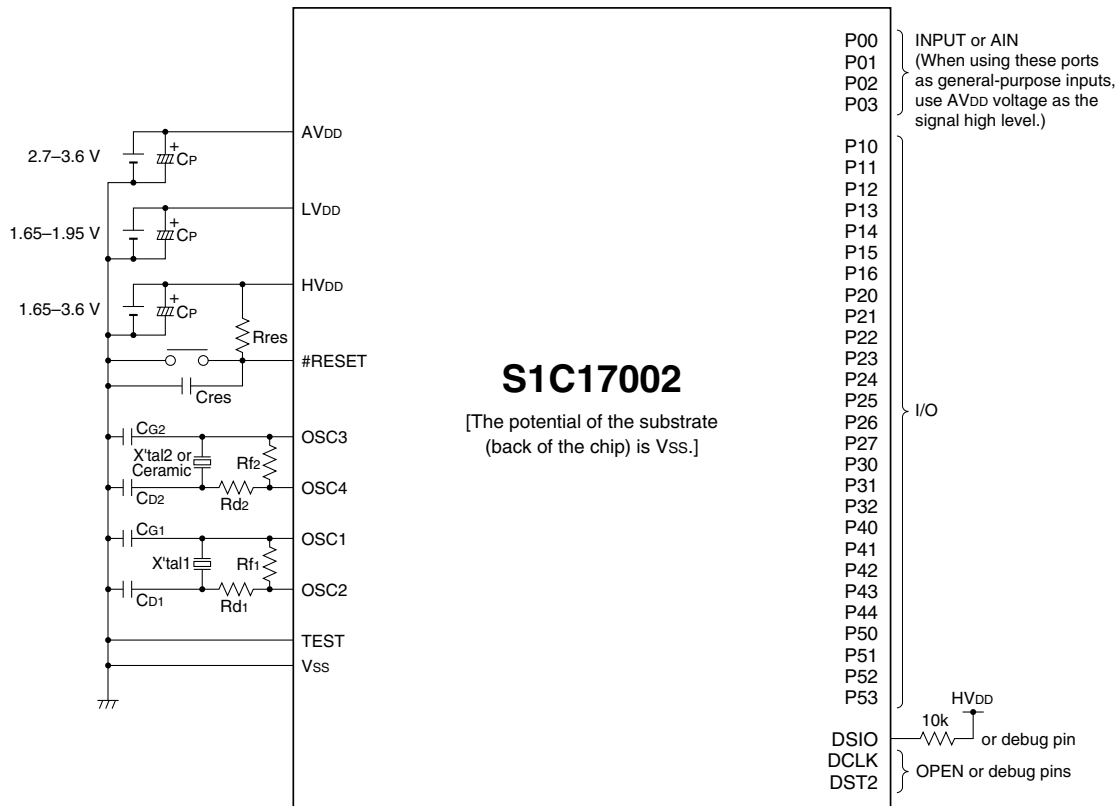 P00
P01
P02
P03
INPUT or AIN
(When using these ports
as general-purpose inputs,
use AVDD voltage as the
signal high level.)
AVDD
2.7–3.6 V
+
CP
LVDD
1.65–1.95 V
+
CP
HVDD
1.65–3.6 V
+
CP
Rres
#RESET
Cres
CG2
OSC3
X'tal2 or
Ceramic
Rf2
OSC4
CD2
Rd2
CG1
OSC1
X'tal1
Rf1
OSC2
CD1
Rd1
TEST
VSS
S1C17002
[The potential of the substrate
(back of the chip) is VSS.]
P10
P11
P12
P13
P14
P15
P16
P20
P21
P22
P23
P24
P25
P26
P27
P30
P31
P32
P40
P41
P42
P43
P44
P50
P51
P52
P53
I/O
HVDD
10k
DSIO
or debug pin
DCLK
DST2
OPEN or debug pins